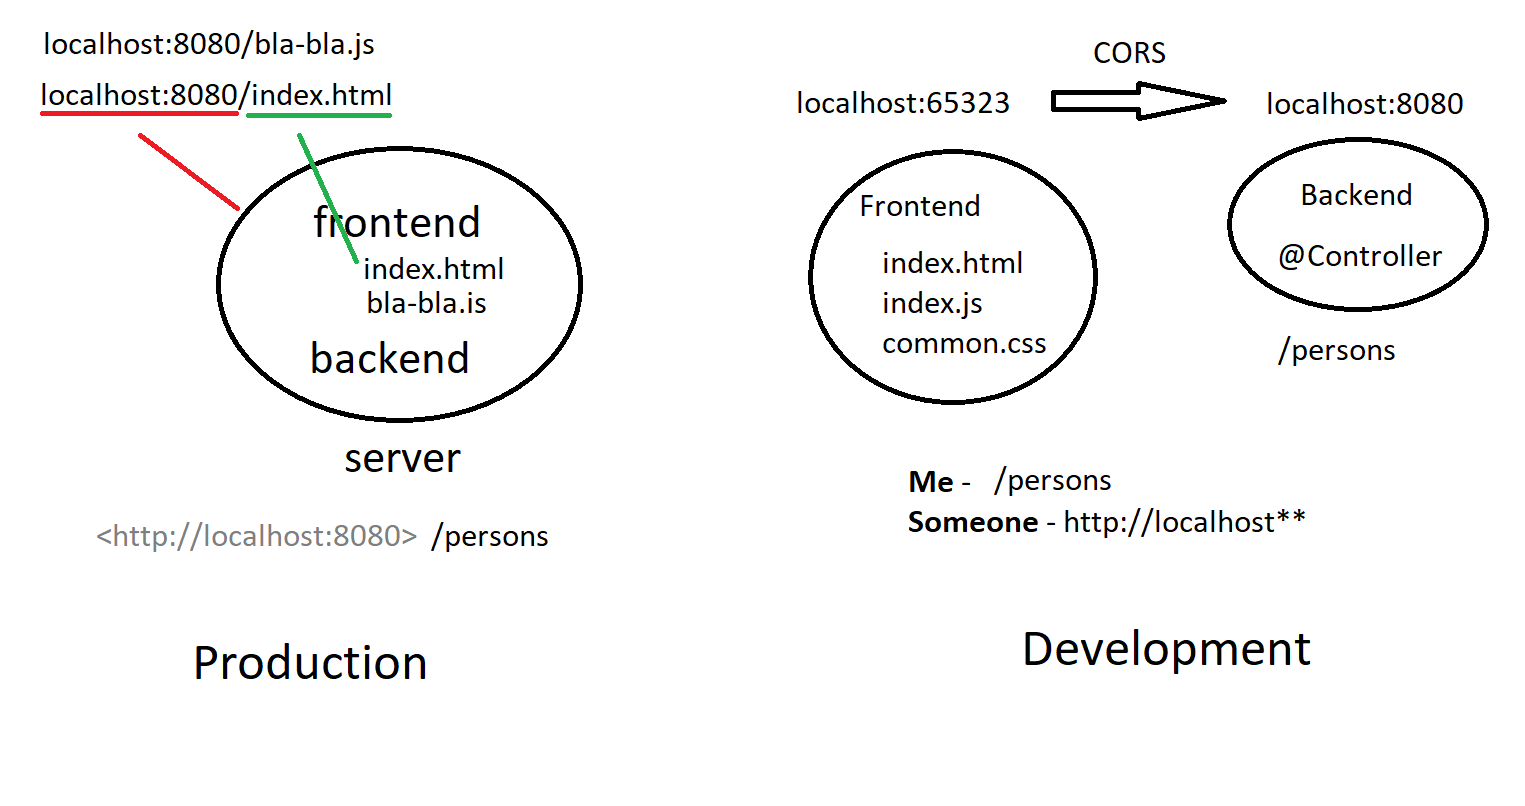 localhost:8080/bla-bla.js
localhost:8080/index.html
frontend
index.html
bla-bla.is
backend
server
<http://localhost:8080> /persons
Production
CORS
localhost:65323
localhost:8080
Frontend
index.html
index.js
common.css
Backend
@Controller
/persons
Me - /persons
Someone - http://localhost**
Development